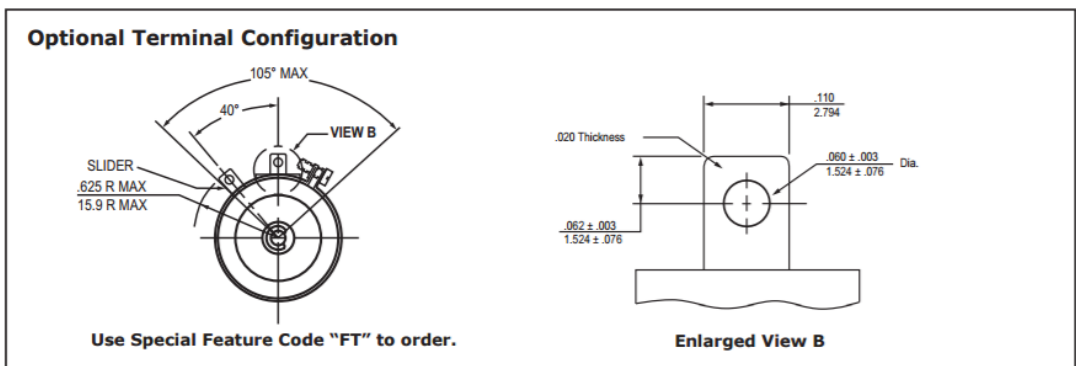 Optional Terminal Configuration
105° MAX
40°
VIEW B
SLIDER
.625 R MAX
15.9 R MAX
Use Special Feature Code “FT” to order.
.110
2.794
.020 Thickness
.060 ± .003
1.524 ± .076
Dia.
.062 ± .003
1.524 ± .076
Enlarged View B